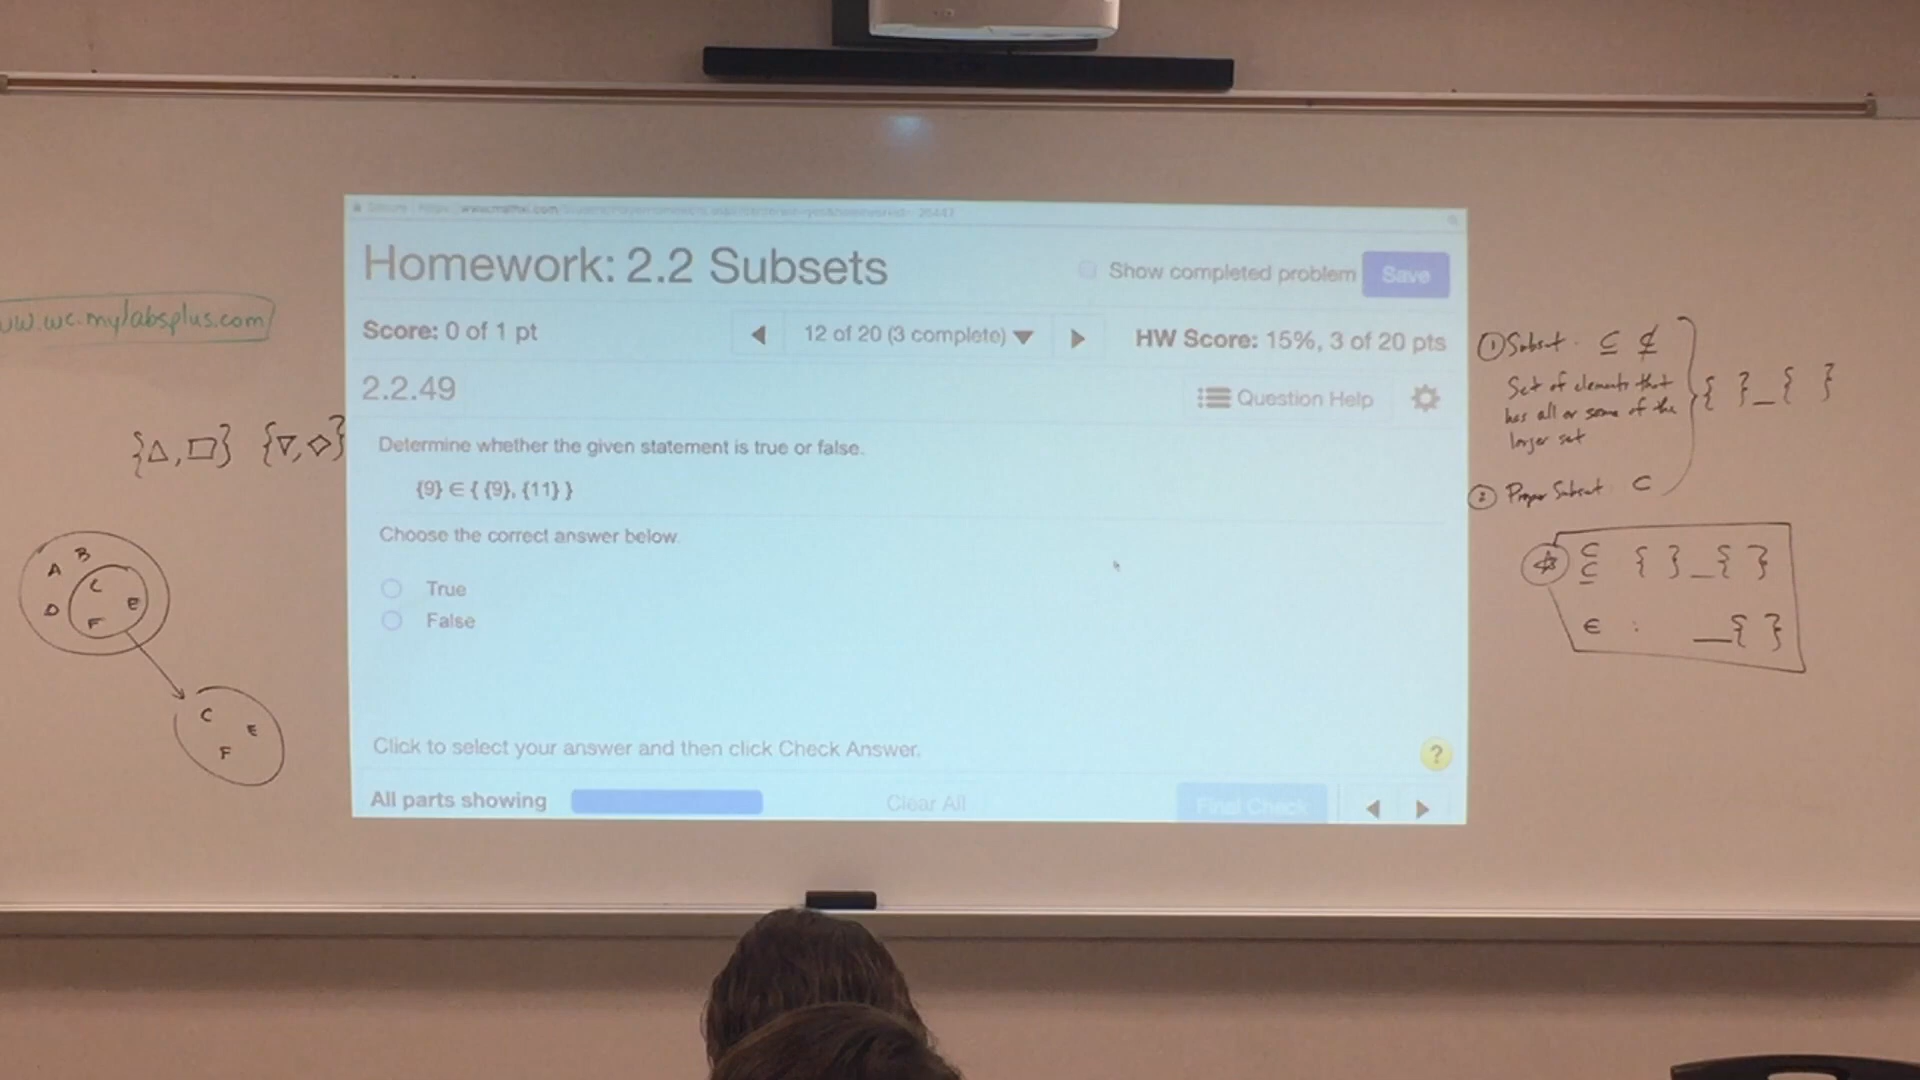 Homework: 2.2 Subsets
Show completed problem
Save
Score: 0 of 1 pt
12 of 20 (3 complete)
HW Score: 15%, 3 of 20 pts
2.2.49
Question Help
Determine whether the given statement is true or false.
{9} ∈ { {9}, {11} }
Choose the correct answer below.
True
False
Click to select your answer and then click Check Answer.
?
All parts showing
Clear All
Final Check
.wc.mylabsplus.com/
{△,□} {▽,◇}
A B
C
D E
F
C E
F
① Subset. ⊆ ⊄
Set of elements that
has all or some of the
larger set
{ }_{ }
② Proper Subset ⊂
⊂ { }_{ }
⊆
∈ : _{ }